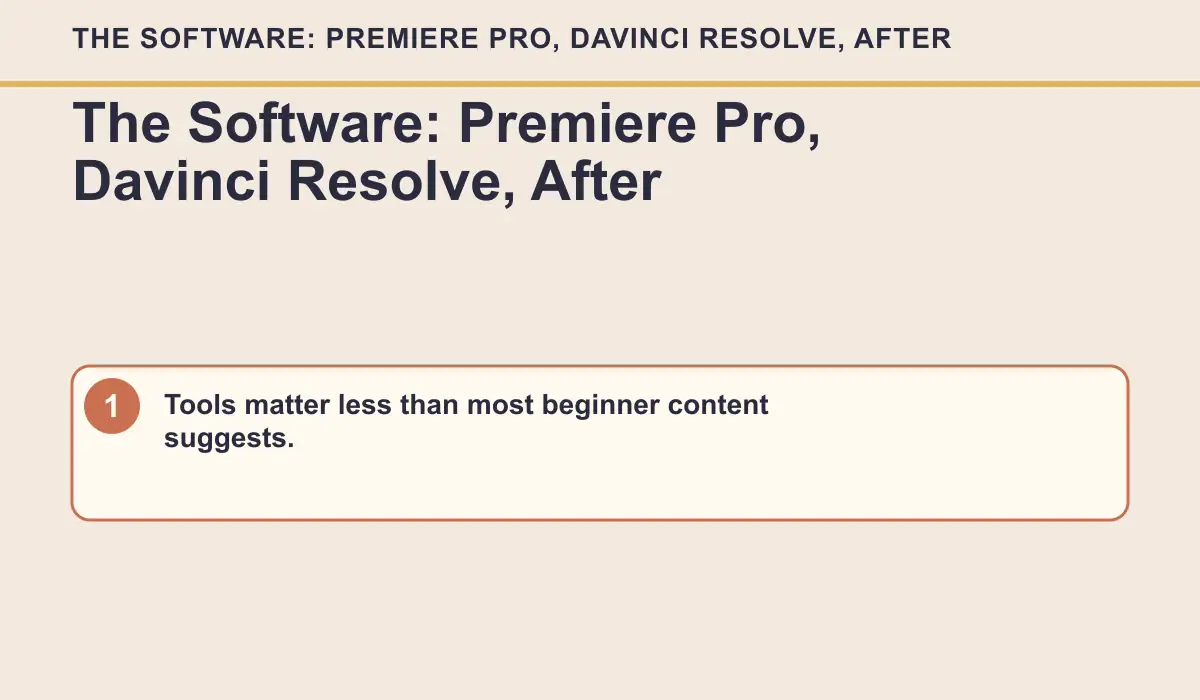 THE SOFTWARE: PREMIERE PRO, DAVINCI RESOLVE, AFTER
The Software: Premiere Pro,
Davinci Resolve, After
1
Tools matter less than most beginner content
suggests.